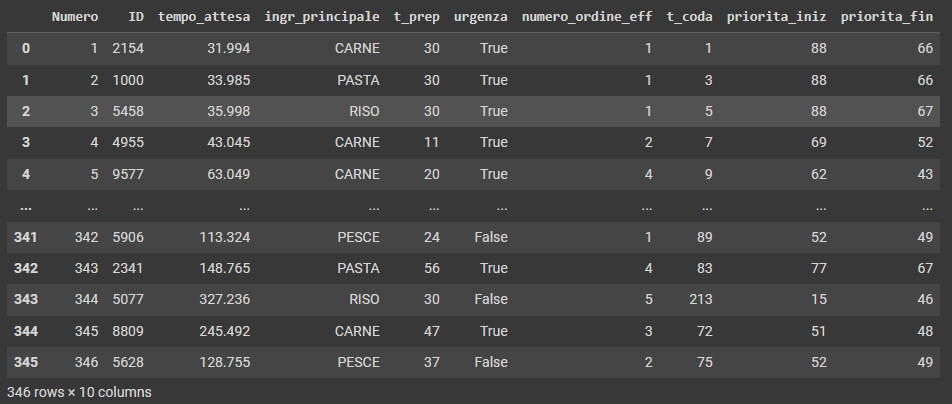 Numero ID tempo_attesa ingr_principale t_prep urgenza numero_ordine_eff t_coda priorita_iniz priorita_fin
0 1 2154 31.994 CARNE 30 True 1 1 88 66
1 2 1000 33.985 PASTA 30 True 1 3 88 66
2 3 5458 35.998 RISO 30 True 1 5 88 67
3 4 4955 43.045 CARNE 11 True 2 7 69 52
4 5 9577 63.049 CARNE 20 True 4 9 62 43
... ... ... ... ... ... ... ... ... ... ...
341 342 5906 113.324 PESCE 24 False 1 89 52 49
342 343 2341 148.765 PASTA 56 True 4 83 77 67
343 344 5077 327.236 RISO 30 False 5 213 15 46
344 345 8809 245.492 CARNE 47 True 3 72 51 48
345 346 5628 128.755 PESCE 37 False 2 75 52 49
346 rows × 10 columns